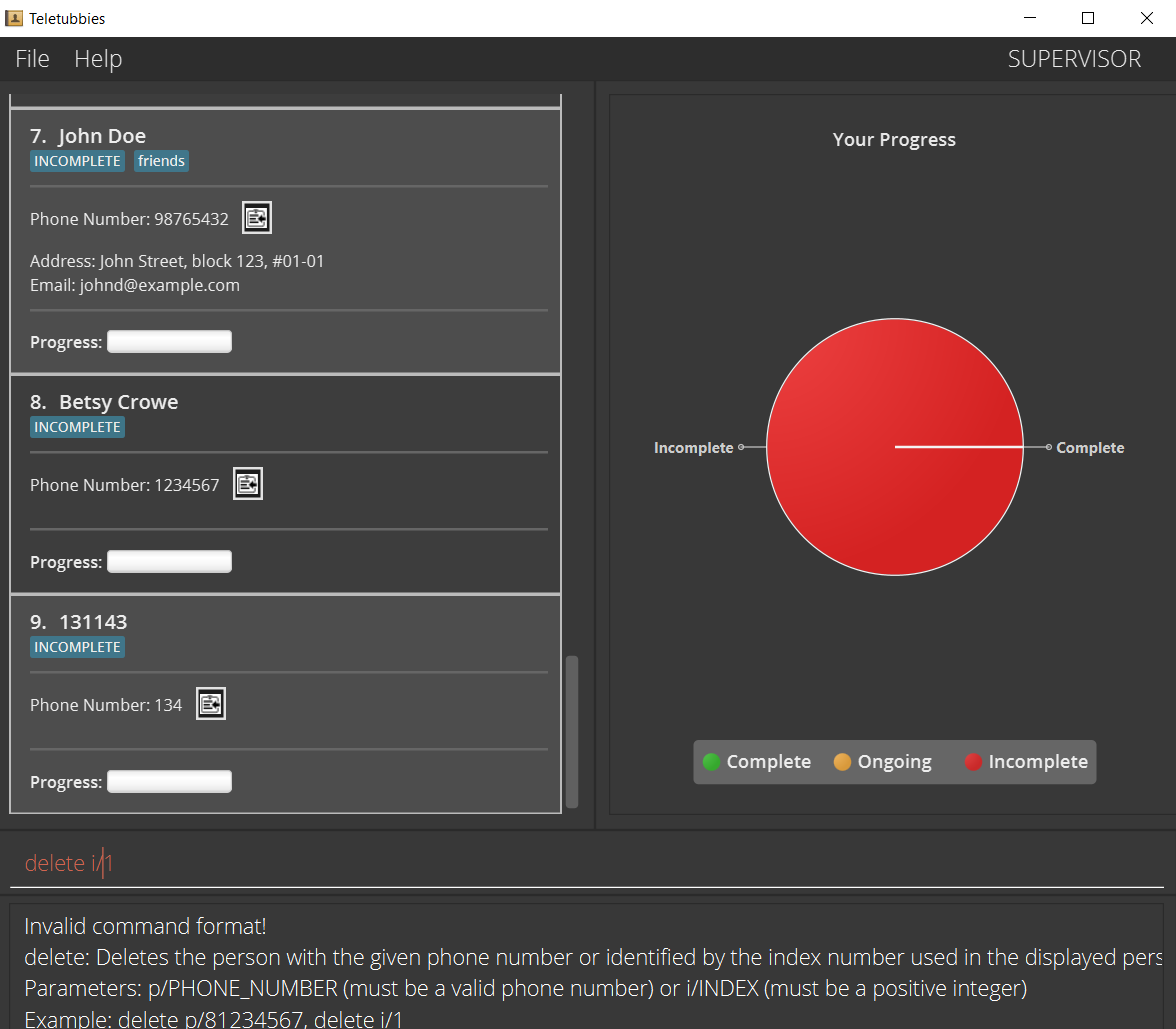 Teletubbies
File Help SUPERVISOR
7. John Doe
INCOMPLETE friends
Phone Number: 98765432
Address: John Street, block 123, #01-01
Email: johnd@example.com
Progress:
8. Betsy Crowe
INCOMPLETE
Phone Number: 1234567
Progress:
9. 131143
INCOMPLETE
Phone Number: 134
Progress:
Your Progress
Incomplete Complete
Complete Ongoing Incomplete
delete i/1
Invalid command format!
delete: Deletes the person with the given phone number or identified by the index number used in the displayed pers
Parameters: p/PHONE_NUMBER (must be a valid phone number) or i/INDEX (must be a positive integer)
Example: delete p/81234567, delete i/1